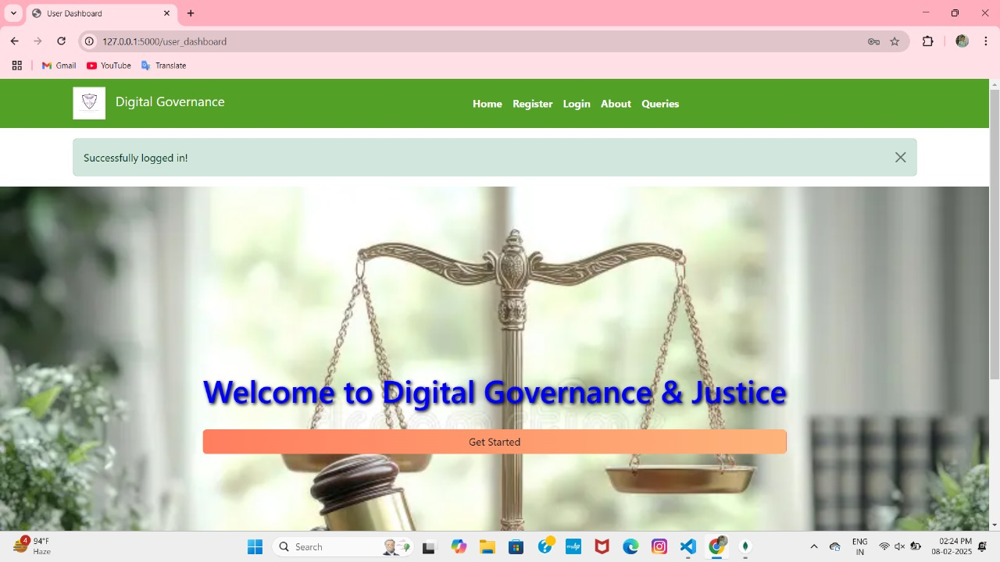 User Dashboard
127.0.0.1:5000/user_dashboard
Gmail YouTube Translate
Digital Governance
Home Register Login About Queries
Successfully logged in!
Welcome to Digital Governance & Justice
Get Started
4 94°F
Haze
Search
ENG
IN
02:24 PM
08-02-2025